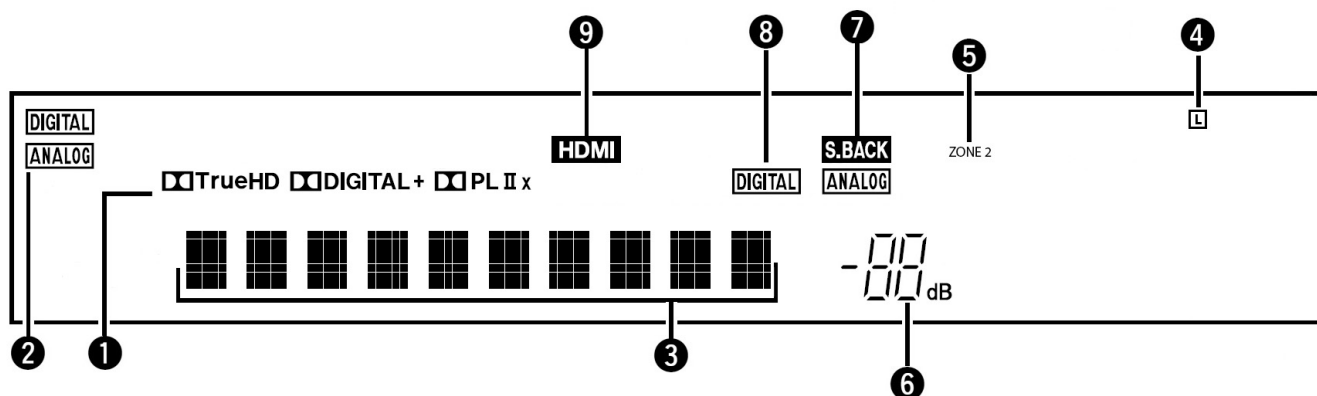 9 8 7 5 4
DIGITAL
L
ANALOG HDMI S.BACK ZONE 2
TrueHD DIGITAL+ PL II x DIGITAL ANALOG
-88 dB
2 1 3 6